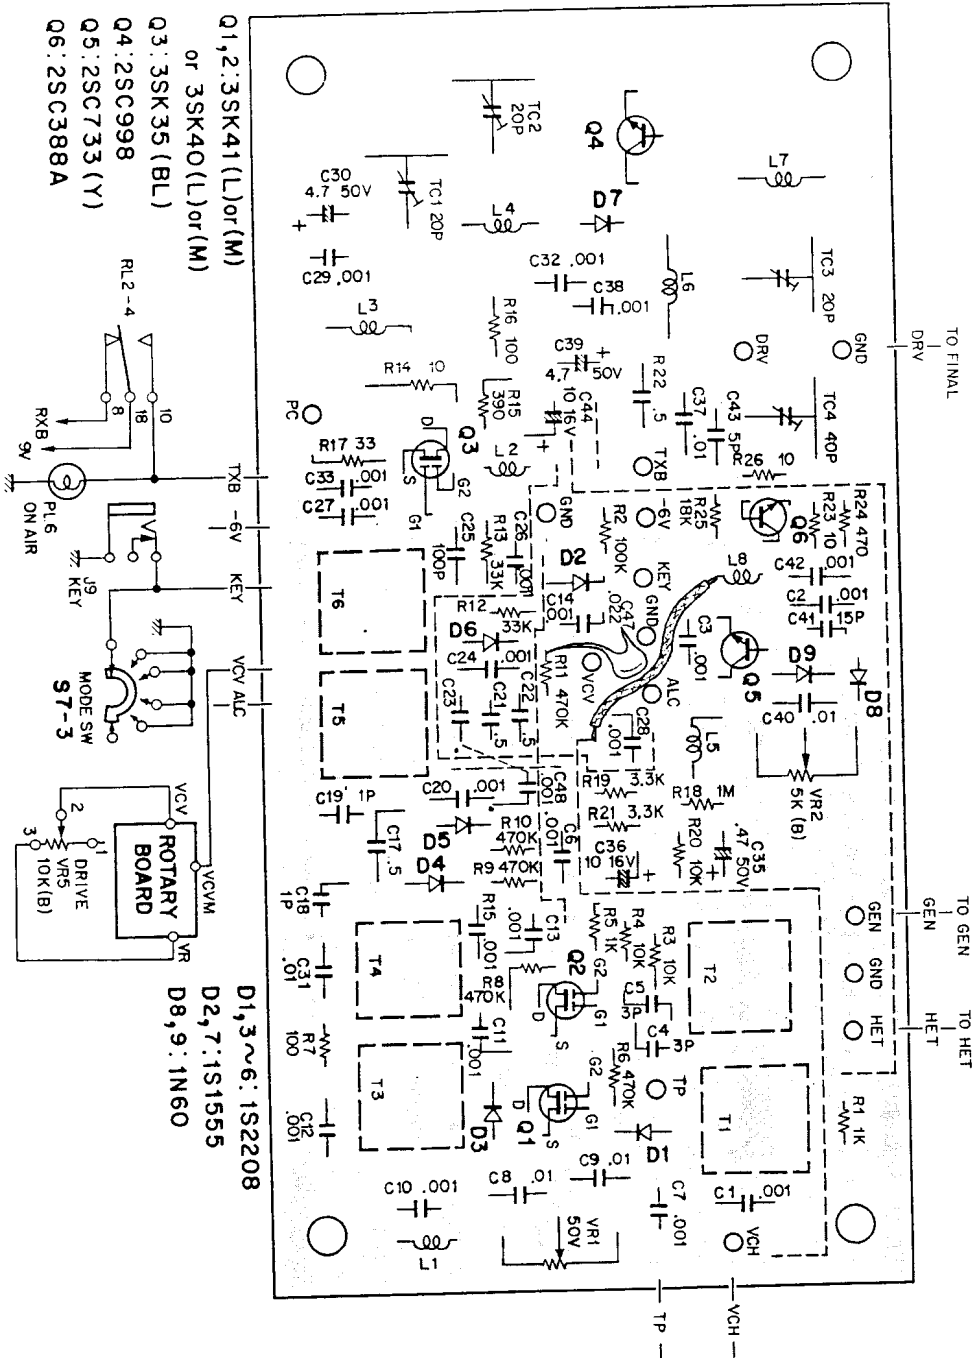 Q1,2:3SK41(L)or(M)
or 3SK40(L)or(M)
Q3:3SK35(BL)
Q4:2SC998
Q5:2SC733(Y)
Q6:2SC388A
TC2
20P
TC1 20P
Q4
L7
C30
4.7 50V
+
C29 .001
L4
D7
L3
C32 .001
C38
.001
L6
TC3 20P
TO FINAL
DRV
GND
DRV
R16
100
R14 10
R15
390
C39
+
4.7 50V
C44
10 16V
+
R22
.5
C37
.01
C43
5P
TC4 40P
R26 10
PC
R17 33
C33 .001
C27 .001
D
Q3
S
G2
G1
L2
TXB
GND
-6V
R25
18K
Q6
R23
10
R24 470
RL2-4
8
18
10
RXB
9V
PL6
ON AIR
TXB
-6V
KEY
J9
KEY
C25
100P
R13
33K
C26
.001
R2
100K
D2
KEY
L8
C42 .001
C2 .001
C41 15P
T6
R12
33K
C14
.001
C47
.022
GND
C3
.001
Q5
D9
D8
D6
C24 .001
R11 470K
VCV
ALC
C40 .01
VCV ALC
MODE SW
S7-3
T5
C23
C21
.5
C22
.5
C28
.001
L5
VR2
5K(B)
C19 1P
C20 .001
C48
.001
R19 3.3K
R18 1M
R21 3.3K
C17
.5
D5
R10
470K
C6
.001
C36
10 16V
+
R20
10K
C35
.47 50V
+
D4
R9 470K
VCV
2
3
1
DRIVE
VR5
10K(B)
ROTARY
BOARD
VCVM
VR
C18
1P
C31
.01
T4
R15
.001
C13
.001
R8
470K
Q2
G2
G1
D
S
R5
1K
R4
10K
R3
10K
C5
3P
C4
3P
T2
GEN
GND
HET
TO GEN
GEN
TO HET
HET
D1,3~6:1S2208
D2,7:1S1555
D8,9:1N60
R7
100
C12
.001
T3
C11
.001
D3
Q1
G2
G1
D
S
R6 470K
TP
D1
T1
R1 1K
C10 .001
L1
C8 .01
C9 .01
VR1
50V
C7
.001
C1 .001
VCH
TP
VCH